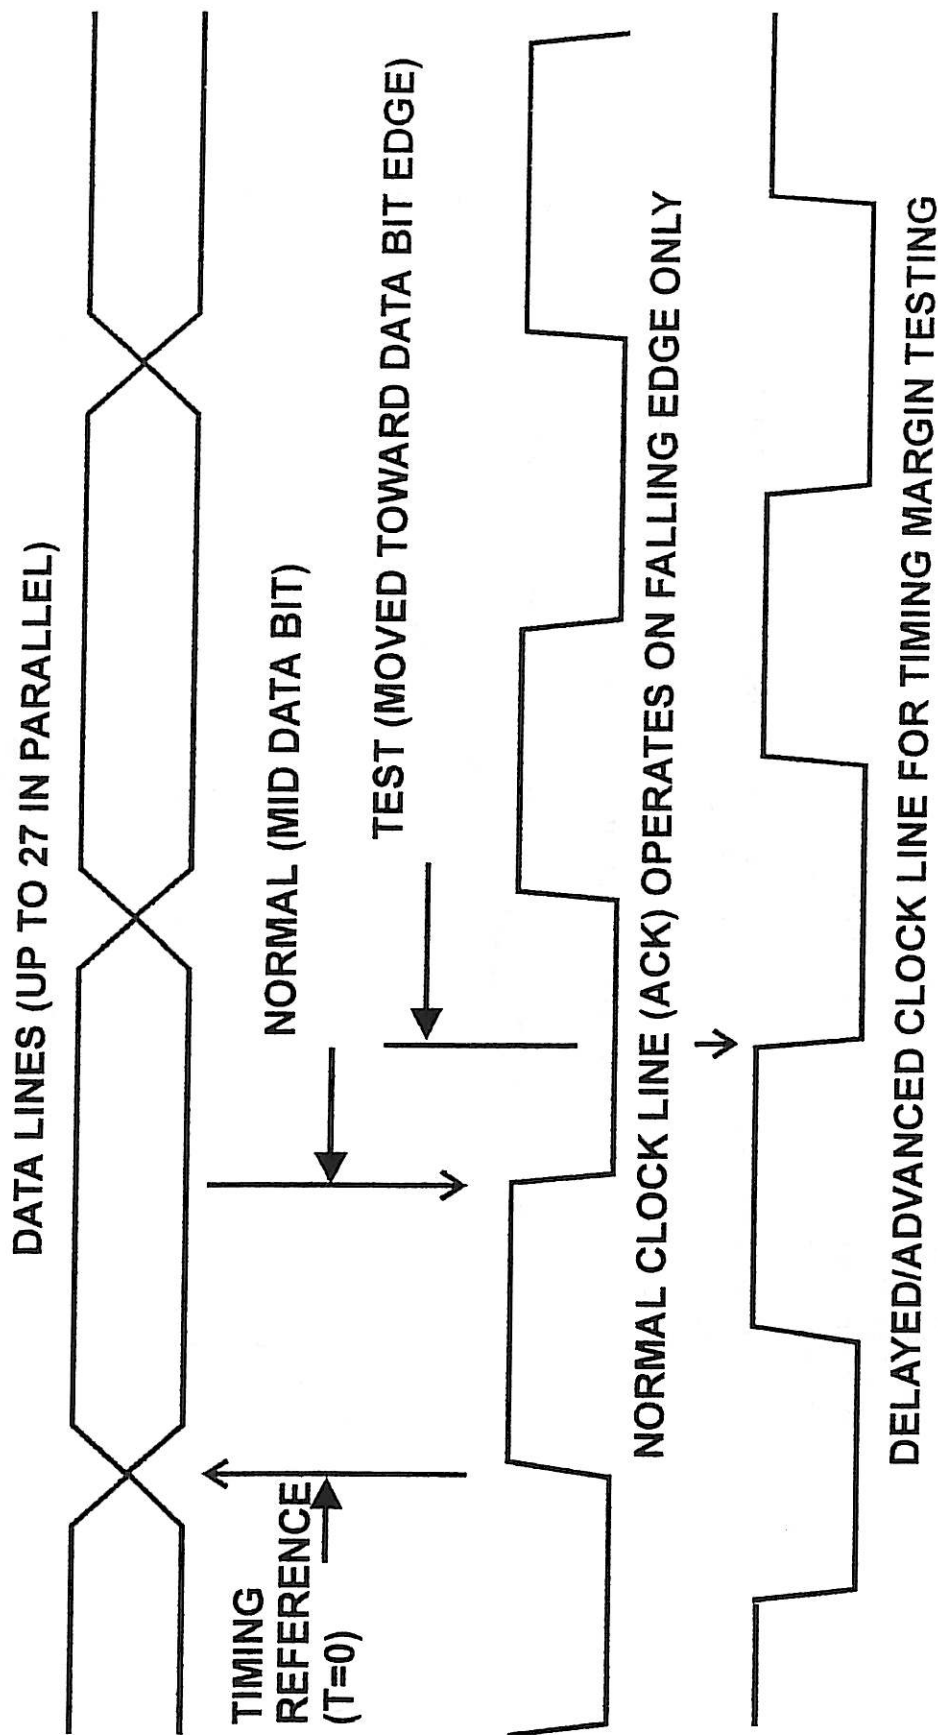 DATA LINES (UP TO 27 IN PARALLEL)
TIMING
REFERENCE
(T=0)
NORMAL (MID DATA BIT)
TEST (MOVED TOWARD DATA BIT EDGE)
NORMAL CLOCK LINE (ACK) OPERATES ON FALLING EDGE ONLY
DELAYED/ADVANCED CLOCK LINE FOR TIMING MARGIN TESTING